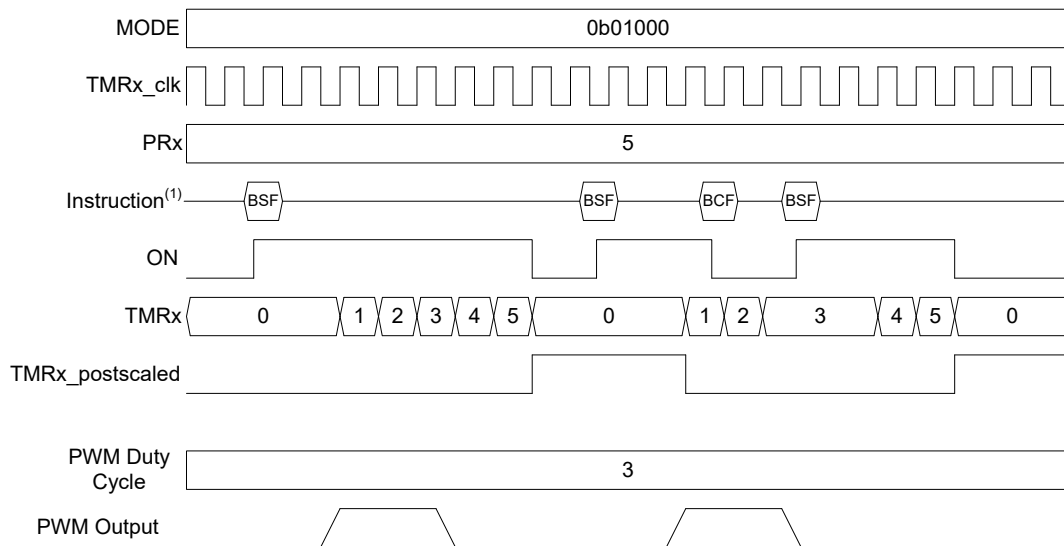 MODE 0b01000
TMRx_clk
PRx 5
Instruction(1) BSF BSF BCF BSF
ON
TMRx 0 1 2 3 4 5 0 1 2 3 4 5 0
TMRx_postscaled
PWM Duty
Cycle 3
PWM Output